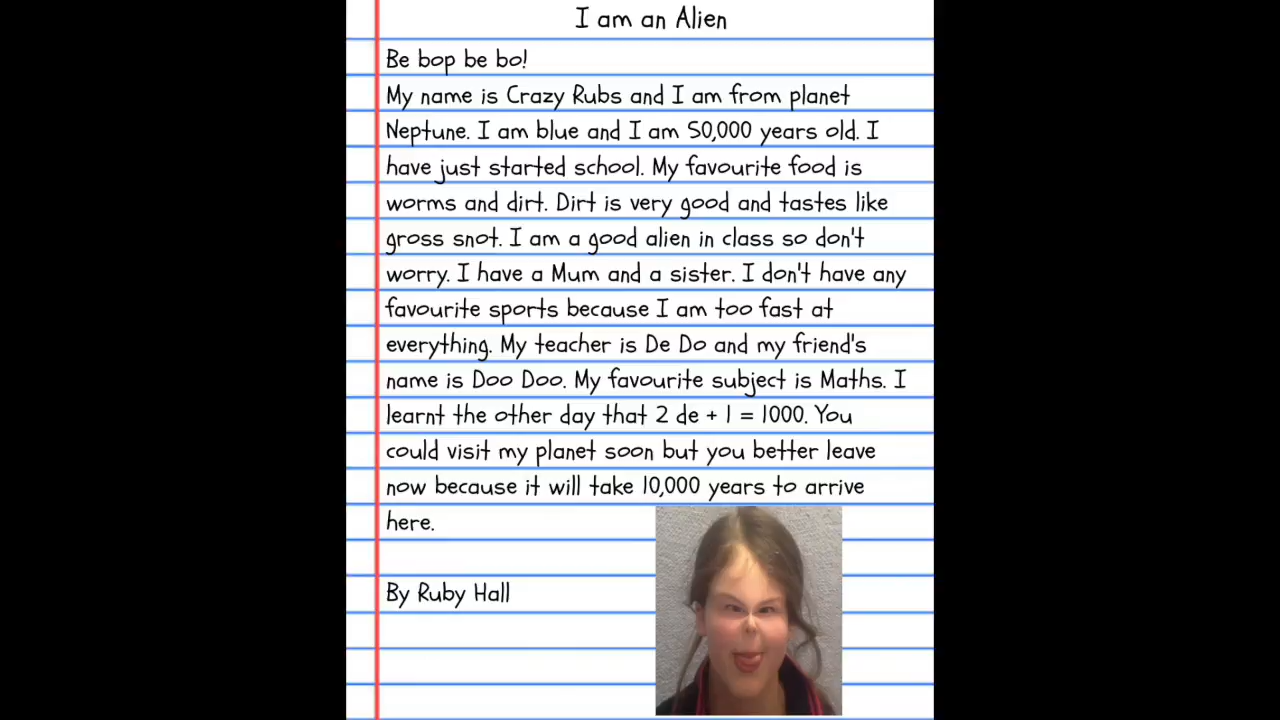 I am an Alien
Be bop be bo!
My name is Crazy Rubs and I am from planet
Neptune. I am blue and I am 50,000 years old. I
have just started school. My favourite food is
worms and dirt. Dirt is very good and tastes like
gross snot. I am a good alien in class so don't
worry. I have a Mum and a sister. I don't have any
favourite sports because I am too fast at
everything. My teacher is De Do and my friend's
name is Doo Doo. My favourite subject is Maths. I
learnt the other day that 2 de + 1 = 1000. You
could visit my planet soon but you better leave
now because it will take 10,000 years to arrive
here.
By Ruby Hall